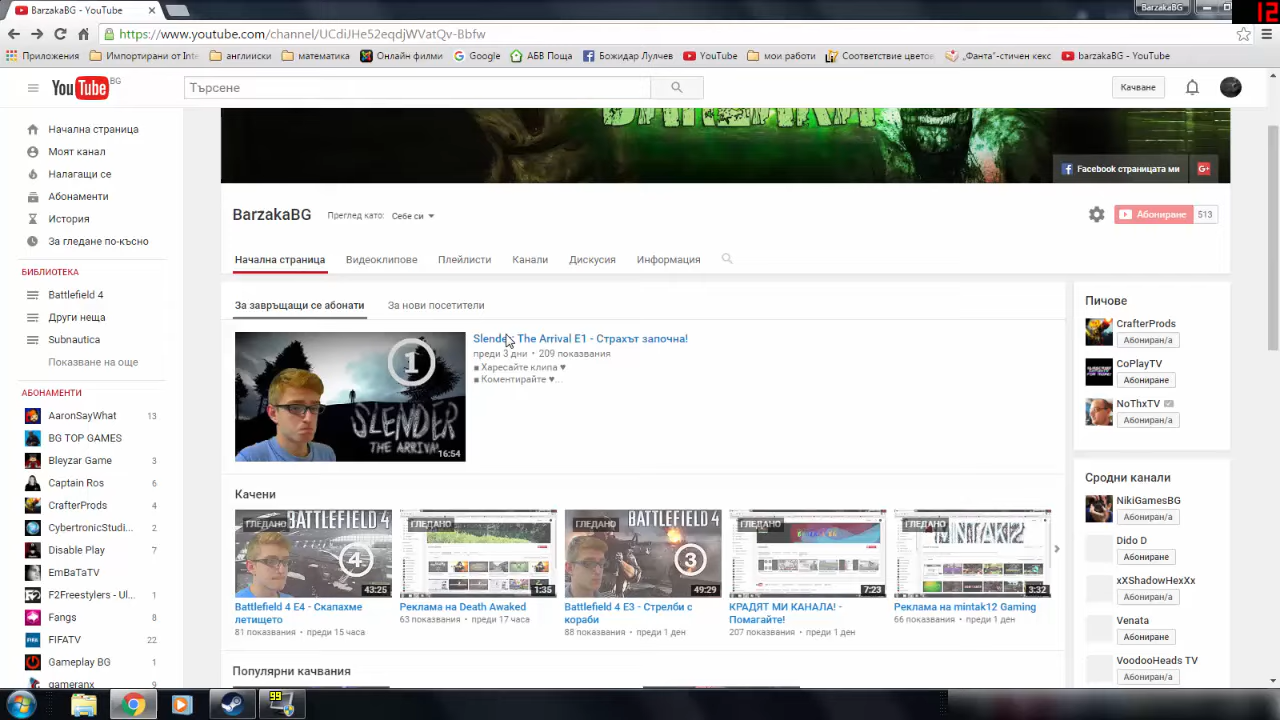 BarzakaBG - YouTube
BarzakaBG
12
https://www.youtube.com/channel/UCdiJHe52eqdjWVatQv-Bbfw
Приложения
Импортирани от Inte
английски
математика
Онлайн филми
Google
АБВ Поща
Божидар Лулчев
YouTube
мои работи
Съответствие цветов
„Фанта"-стичен кекс
barzakaBG - YouTube
YouTube BG
Търсене
Качване
Начална страница
Моят канал
Налагащи се
Абонаменти
История
За гледане по-късно
БИБЛИОТЕКА
Battlefield 4
Други неща
Subnautica
Показване на още
АБОНАМЕНТИ
AaronSayWhat 13
BG TOP GAMES
Bleyzar Game 3
Captain Ros 6
CrafterProds 4
CybertronicStudi... 2
Disable Play 7
EmBaTaTV
F2Freestylers - Ul... 1
Fangs
FIFATV 22
Gameplay BG 1
gameranx 9
Facebook страницата ми
BarzakaBG
Преглед като: Себе си
Абониране 513
Начална страница
Видеоклипове
Плейлисти
Канали
Дискусия
Информация
За завръщащи се абонати
За нови посетители
1
SLENDER
THE ARRIVAL
16:54
Slender: The Arrival E1 - Страхът започна!
преди 3 дни • 209 показвания
■ Харесайте клипа ♥
■ Коментирайте ♥...
Качени
ГЛЕДАНО
BATTLEFIELD 4
4
43:25
Battlefield 4 E4 - Скапахме
летището
81 показвания • преди 15 часа
ГЛЕДАНО
1:35
Реклама на Death Awaked
63 показвания • преди 17 часа
ГЛЕДАНО
BATTLEFIELD 4
3
49:29
Battlefield 4 E3 - Стрелби с
кораби
88 показвания • преди 1 ден
ГЛЕДАНО
7:23
КРАДЯТ МИ КАНАЛА! -
Помагайте!
207 показвания • преди 1 ден
ГЛЕДАНО
3:32
Реклама на mintak12 Gaming
66 показвания • преди 1 ден
Популярни качвания
Пичове
CrafterProds
Абониран/а
CoPlayTV
Абониране
NoThxTV
Абониран/а
Сродни канали
NikiGamesBG
Абониран/а
Dido D
Абониране
xXShadowHexXx
Абониран/а
Venata
Абониране
VoodooHeads TV
Абониран/а
99